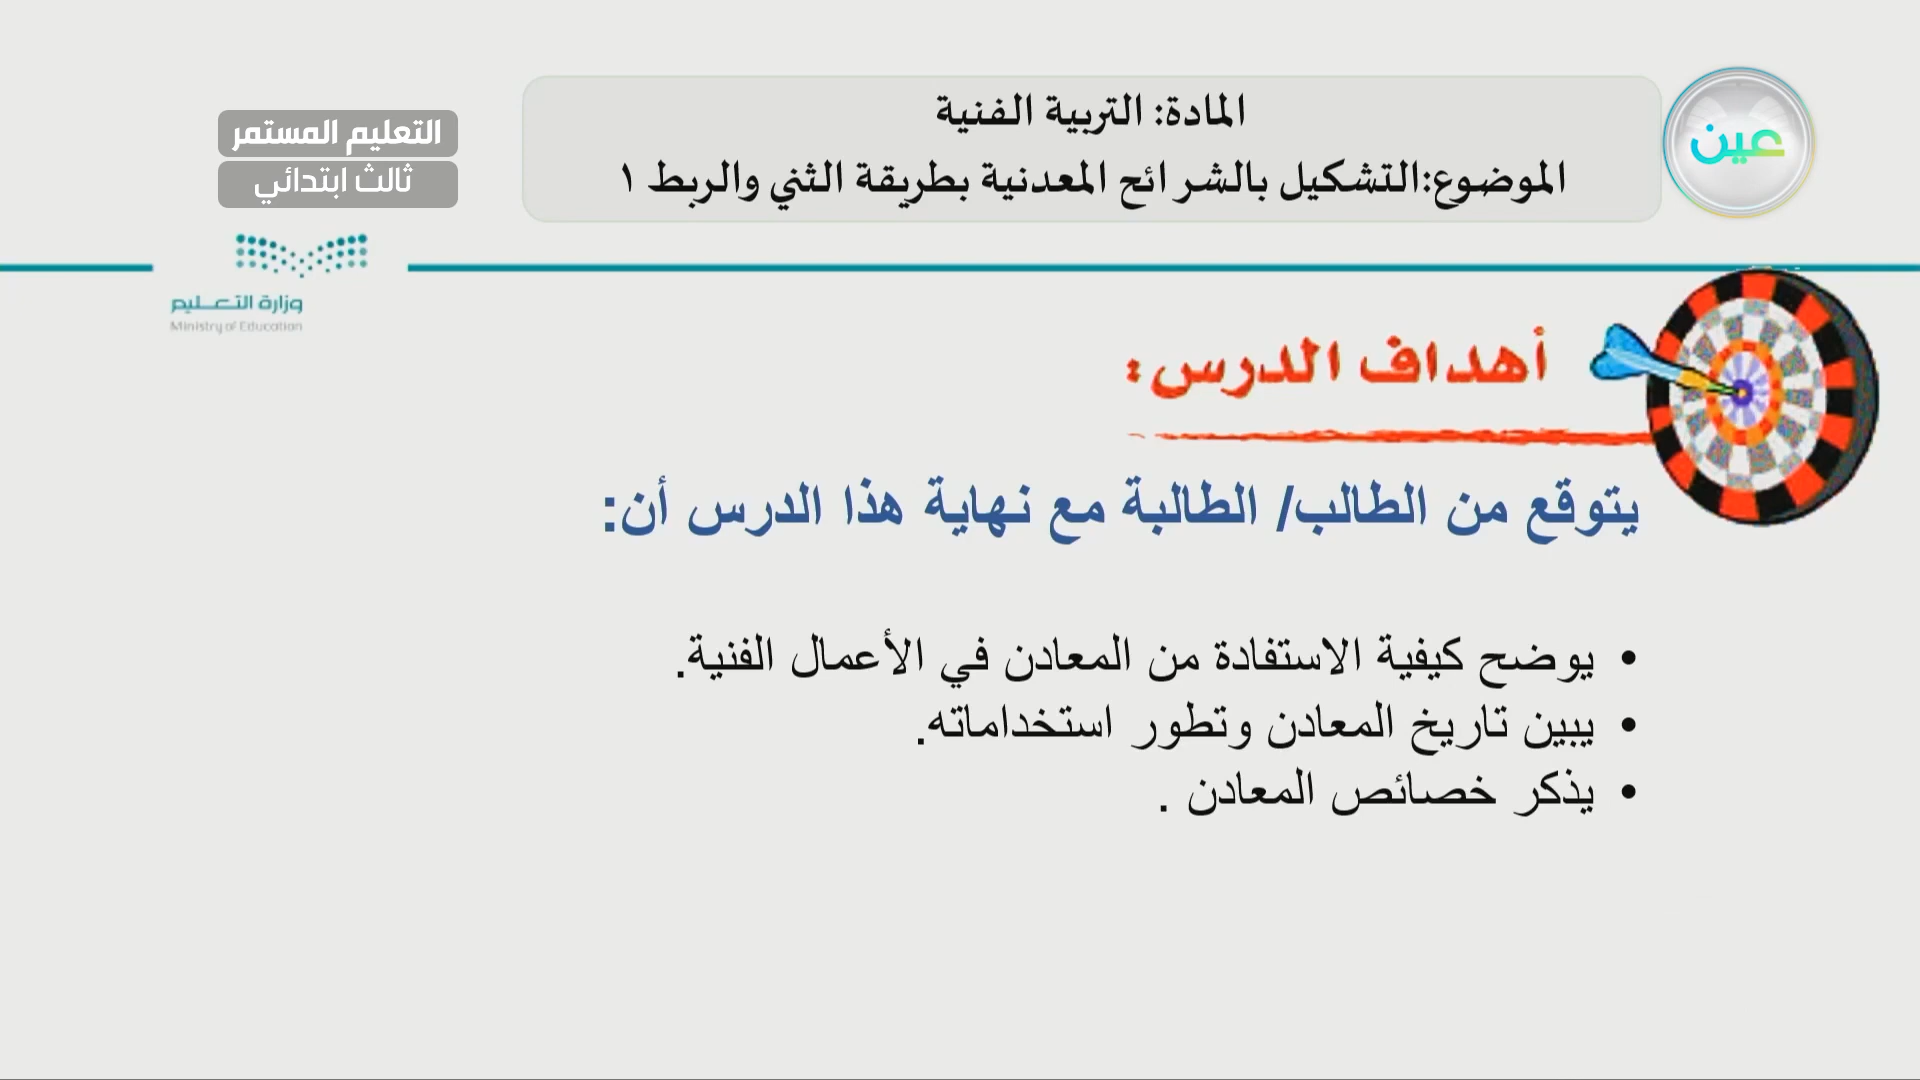 المادة: التربية الفنية
الموضوع:التشكيل بالشرائح المعدنية بطريقة الثني والربط ١
عين
التعليم المستمر
ثالث ابتدائي
وزارة التعـــليم
Ministry of Education
أهداف الدرس:
يتوقع من الطالب/ الطالبة مع نهاية هذا الدرس أن:
• يوضح كيفية الاستفادة من المعادن في الأعمال الفنية.
• يبين تاريخ المعادن وتطور استخداماته.
• يذكر خصائص المعادن .